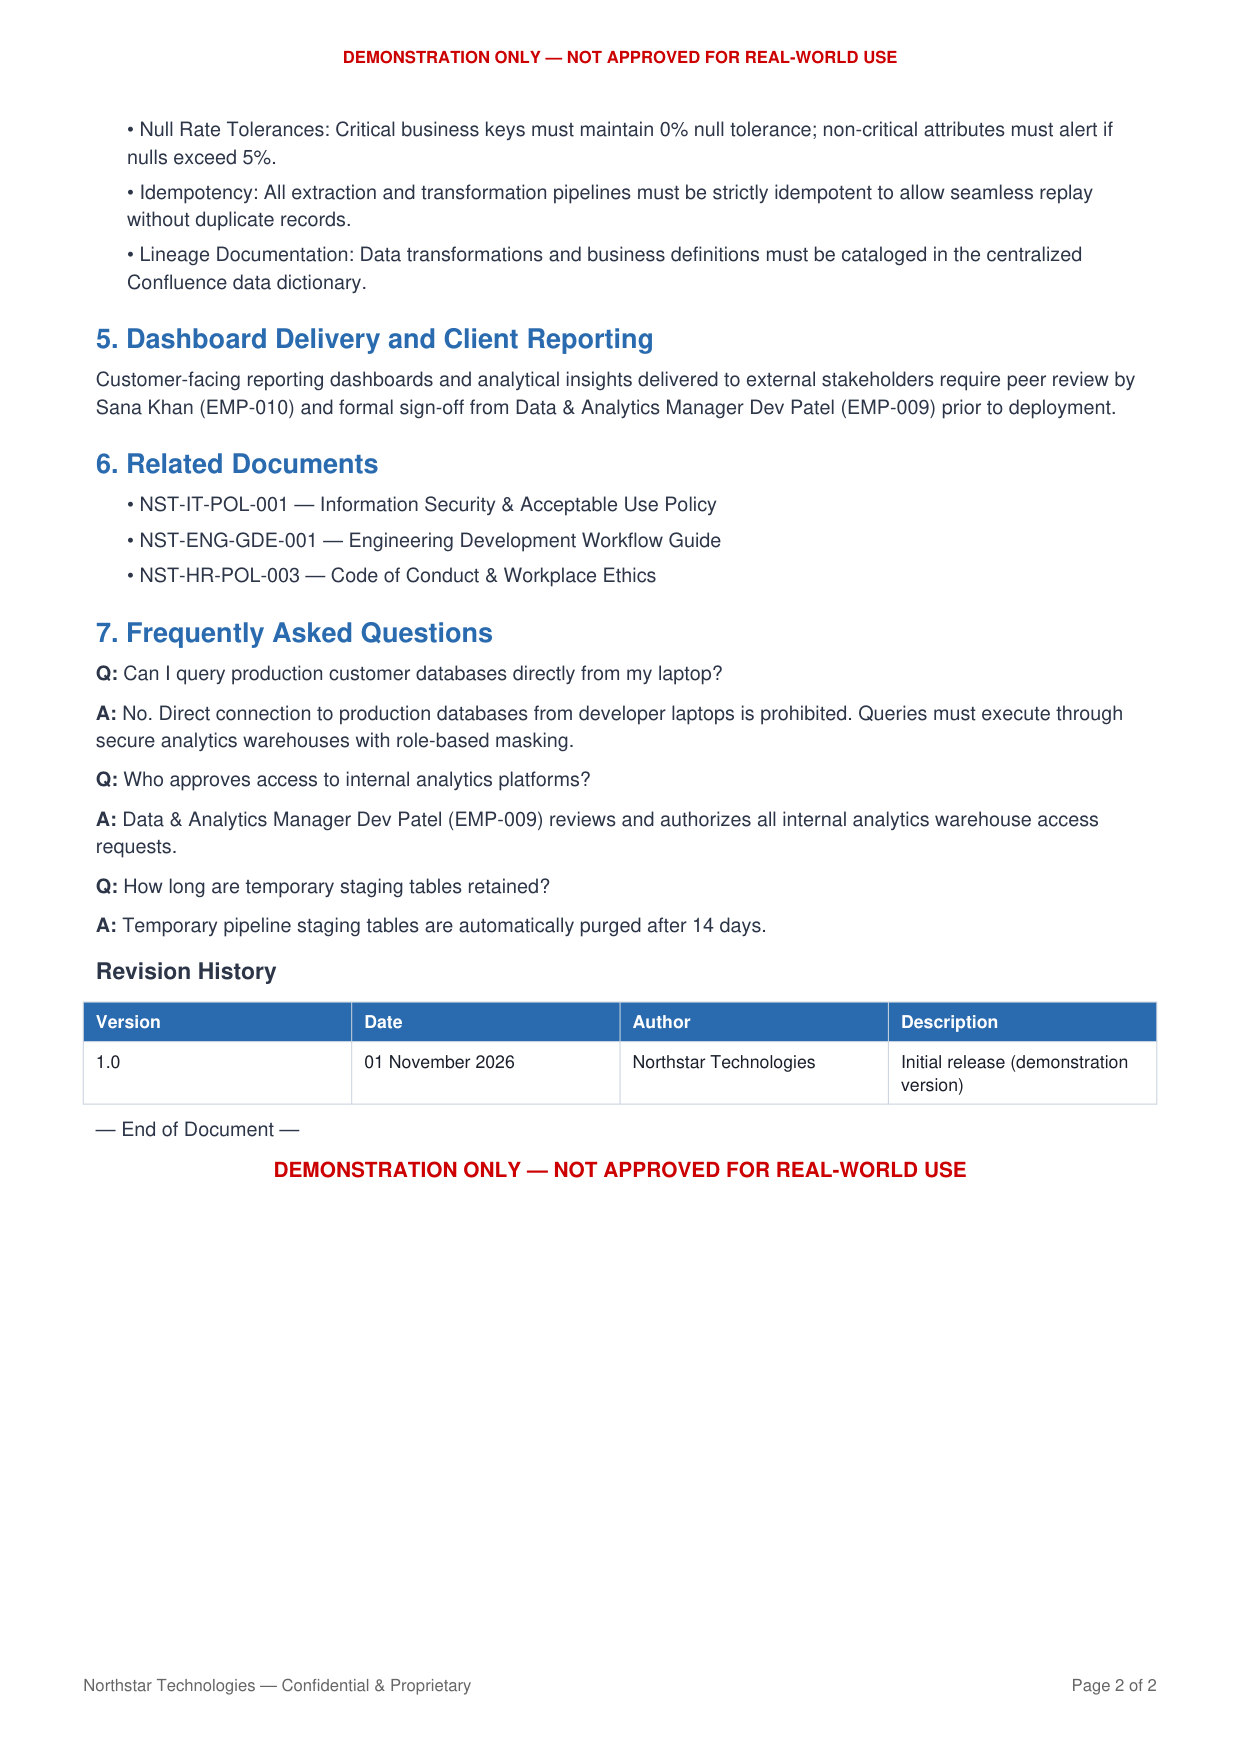 DEMONSTRATION ONLY — NOT APPROVED FOR REAL-WORLD USE
• Null Rate Tolerances: Critical business keys must maintain 0% null tolerance; non-critical attributes must alert if
nulls exceed 5%.
• Idempotency: All extraction and transformation pipelines must be strictly idempotent to allow seamless replay
without duplicate records.
• Lineage Documentation: Data transformations and business definitions must be cataloged in the centralized
Confluence data dictionary.
5. Dashboard Delivery and Client Reporting
Customer-facing reporting dashboards and analytical insights delivered to external stakeholders require peer review by
Sana Khan (EMP-010) and formal sign-off from Data & Analytics Manager Dev Patel (EMP-009) prior to deployment.
6. Related Documents
• NST-IT-POL-001 — Information Security & Acceptable Use Policy
• NST-ENG-GDE-001 — Engineering Development Workflow Guide
• NST-HR-POL-003 — Code of Conduct & Workplace Ethics
7. Frequently Asked Questions
Q: Can I query production customer databases directly from my laptop?
A: No. Direct connection to production databases from developer laptops is prohibited. Queries must execute through
secure analytics warehouses with role-based masking.
Q: Who approves access to internal analytics platforms?
A: Data & Analytics Manager Dev Patel (EMP-009) reviews and authorizes all internal analytics warehouse access
requests.
Q: How long are temporary staging tables retained?
A: Temporary pipeline staging tables are automatically purged after 14 days.
Revision History
Version Date Author Description
1.0 01 November 2026 Northstar Technologies Initial release (demonstration
version)
— End of Document —
DEMONSTRATION ONLY — NOT APPROVED FOR REAL-WORLD USE
Northstar Technologies — Confidential & Proprietary Page 2 of 2